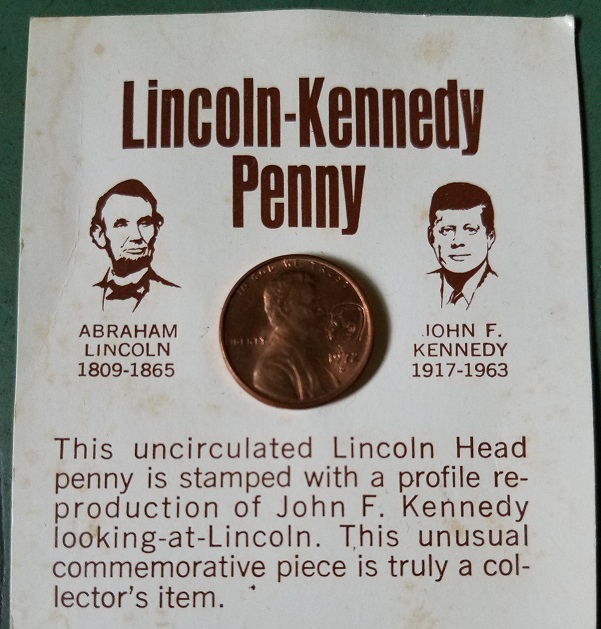 Lincoln-Kennedy
Penny
ABRAHAM
LINCOLN
1809-1865
JOHN F.
KENNEDY
1917-1963
This uncirculated Lincoln Head
penny is stamped with a profile re-
production of John F. Kennedy
looking-at-Lincoln. This unusual
commemorative piece is truly a col-
lector's item.